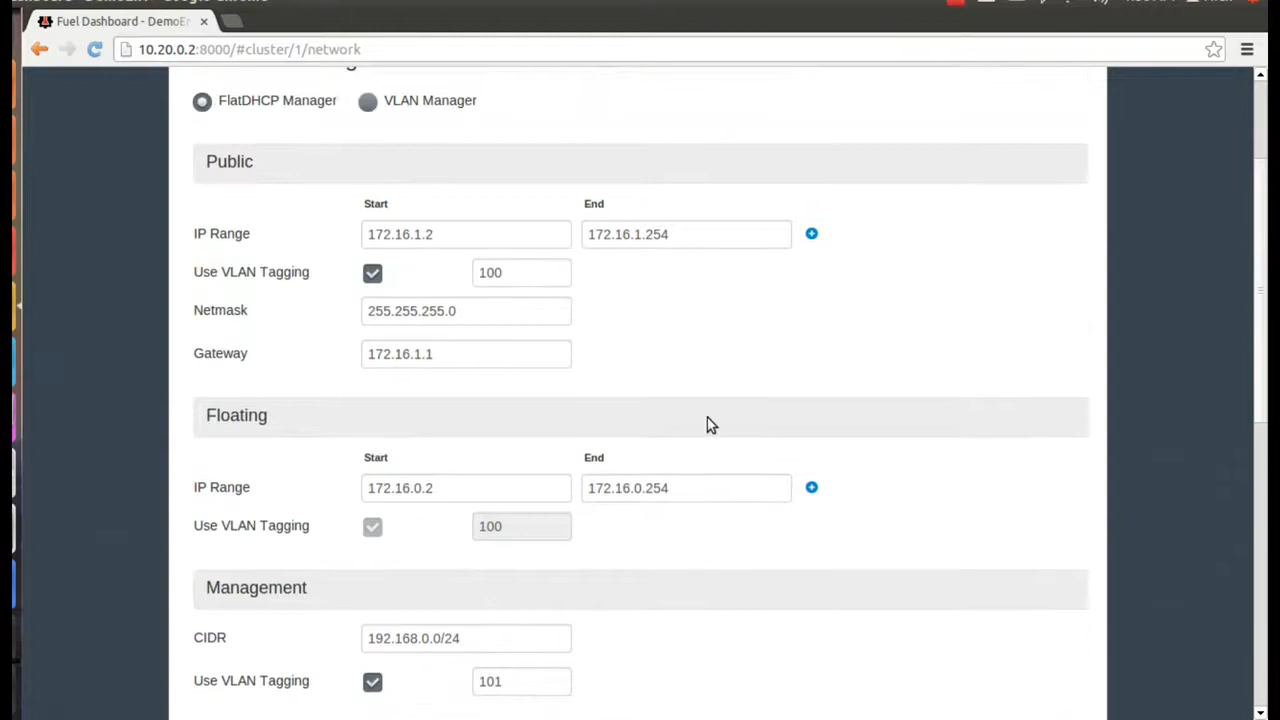 Fuel Dashboard - DemoEn
10.20.0.2:8000/#cluster/1/network
FlatDHCP Manager VLAN Manager
Public
Start End
IP Range 172.16.1.2 172.16.1.254
Use VLAN Tagging 100
Netmask 255.255.255.0
Gateway 172.16.1.1
Floating
Start End
IP Range 172.16.0.2 172.16.0.254
Use VLAN Tagging 100
Management
CIDR 192.168.0.0/24
Use VLAN Tagging 101